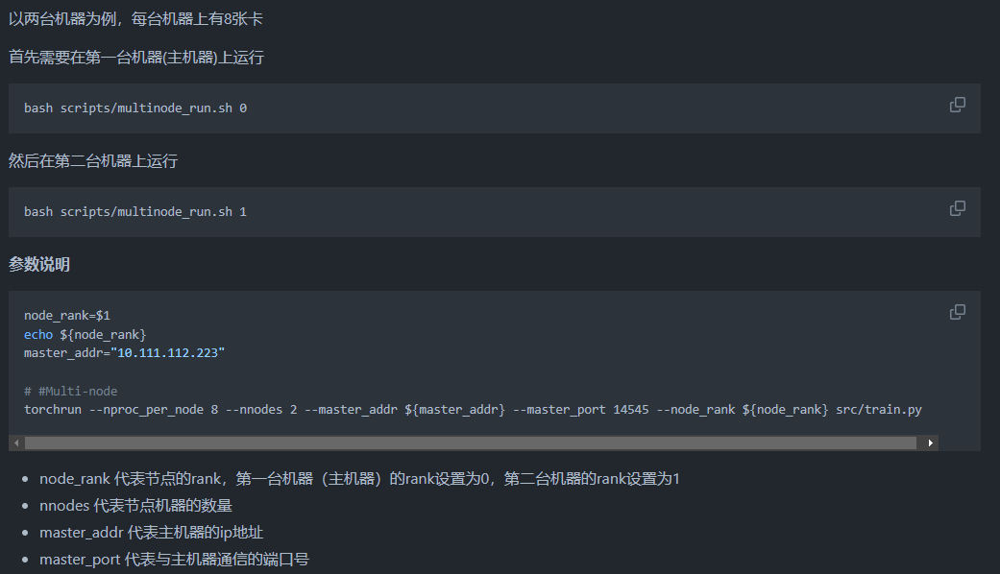 以两台机器为例，每台机器上有8张卡
首先需要在第一台机器(主机器)上运行
bash scripts/multinode_run.sh 0
然后在第二台机器上运行
bash scripts/multinode_run.sh 1
参数说明
node_rank=$1
echo ${node_rank}
master_addr="10.111.112.223"
# #Multi-node
torchrun --nproc_per_node 8 --nnodes 2 --master_addr ${master_addr} --master_port 14545 --node_rank ${node_rank} src/train.py
• node_rank 代表节点的rank，第一台机器（主机器）的rank设置为0，第二台机器的rank设置为1
• nnodes 代表节点机器的数量
• master_addr 代表主机器的ip地址
• master_port 代表与主机器通信的端口号